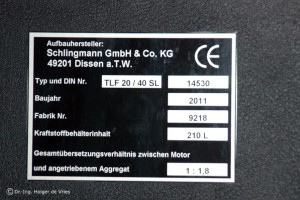 Aufbauhersteller:
Schlingmann GmbH & Co. KG
49201 Dissen a.T.W.
CE
Typ und DIN Nr. TLF 20 / 40 SL 14530
Baujahr 2011
Fabrik Nr. 9218
Kraftstoffbehälterinhalt 210 L
Gesamtübersetzungsverhältnis zwischen Motor
und angetriebenem Aggregat 1 : 1,8
(C) Dr.-Ing. Holger de Vries